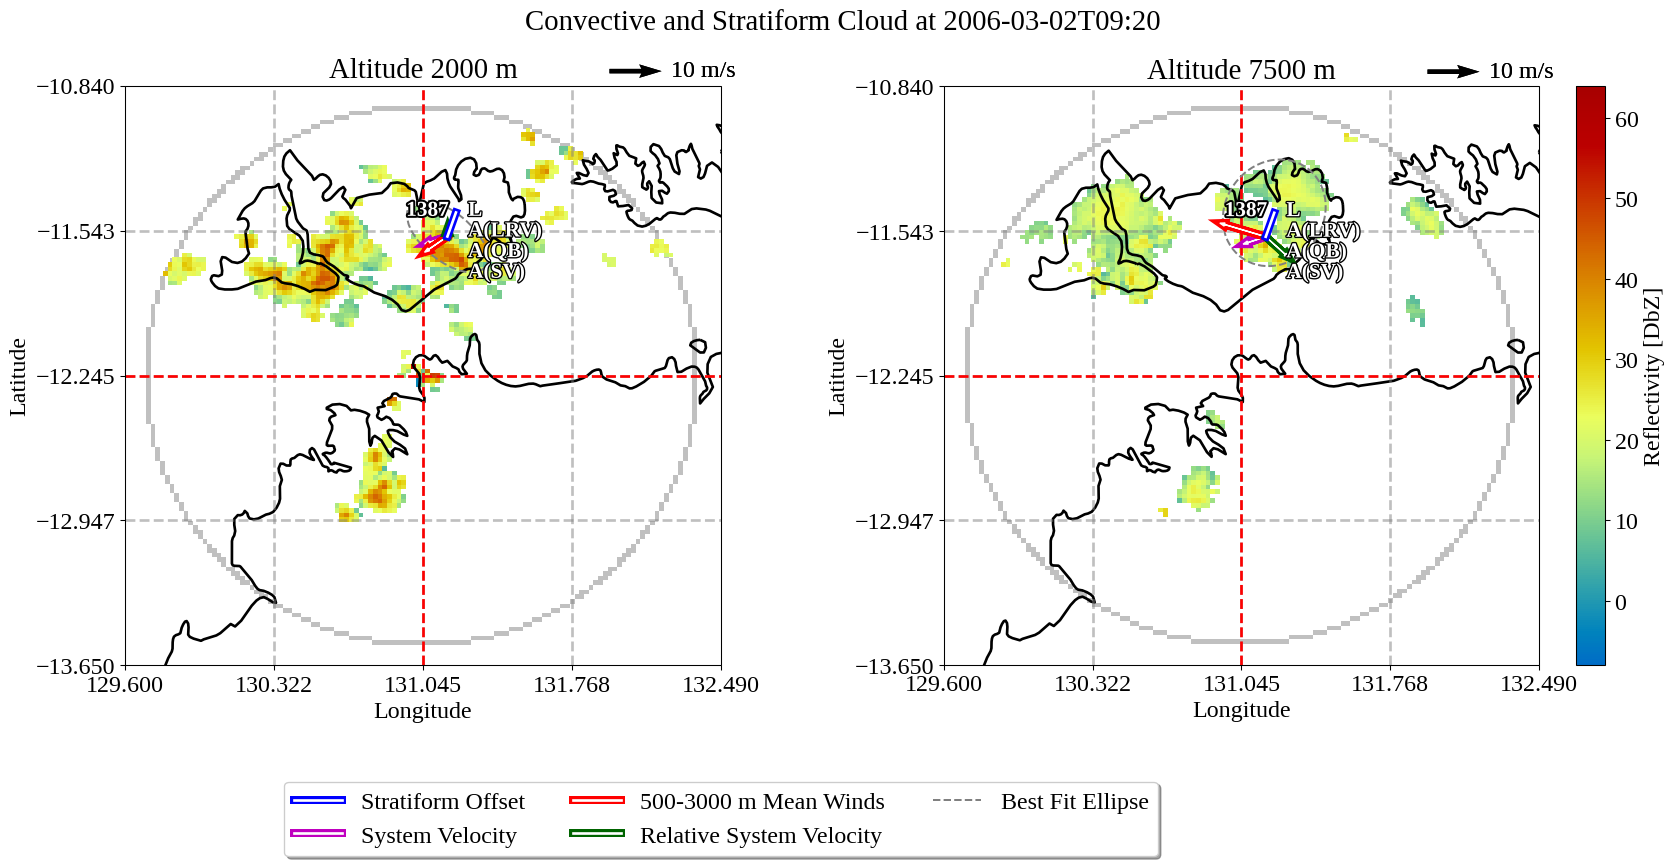 Convective and Stratiform Cloud at 2006-03-02T09:20
Altitude 2000 m
10 m/s
−10.840
−11.543
−12.245
−12.947
−13.650
129.600
130.322
131.045
131.768
132.490
Latitude
Longitude
1387
L
A(LRV)
A(QB)
A(SV)
Altitude 7500 m
10 m/s
−10.840
−11.543
−12.245
−12.947
−13.650
129.600
130.322
131.045
131.768
132.490
Latitude
Longitude
1387
L
A(LRV)
A(QB)
A(SV)
60
50
40
30
20
10
0
Reflectivity [DbZ]
Stratiform Offset
System Velocity
500-3000 m Mean Winds
Relative System Velocity
Best Fit Ellipse